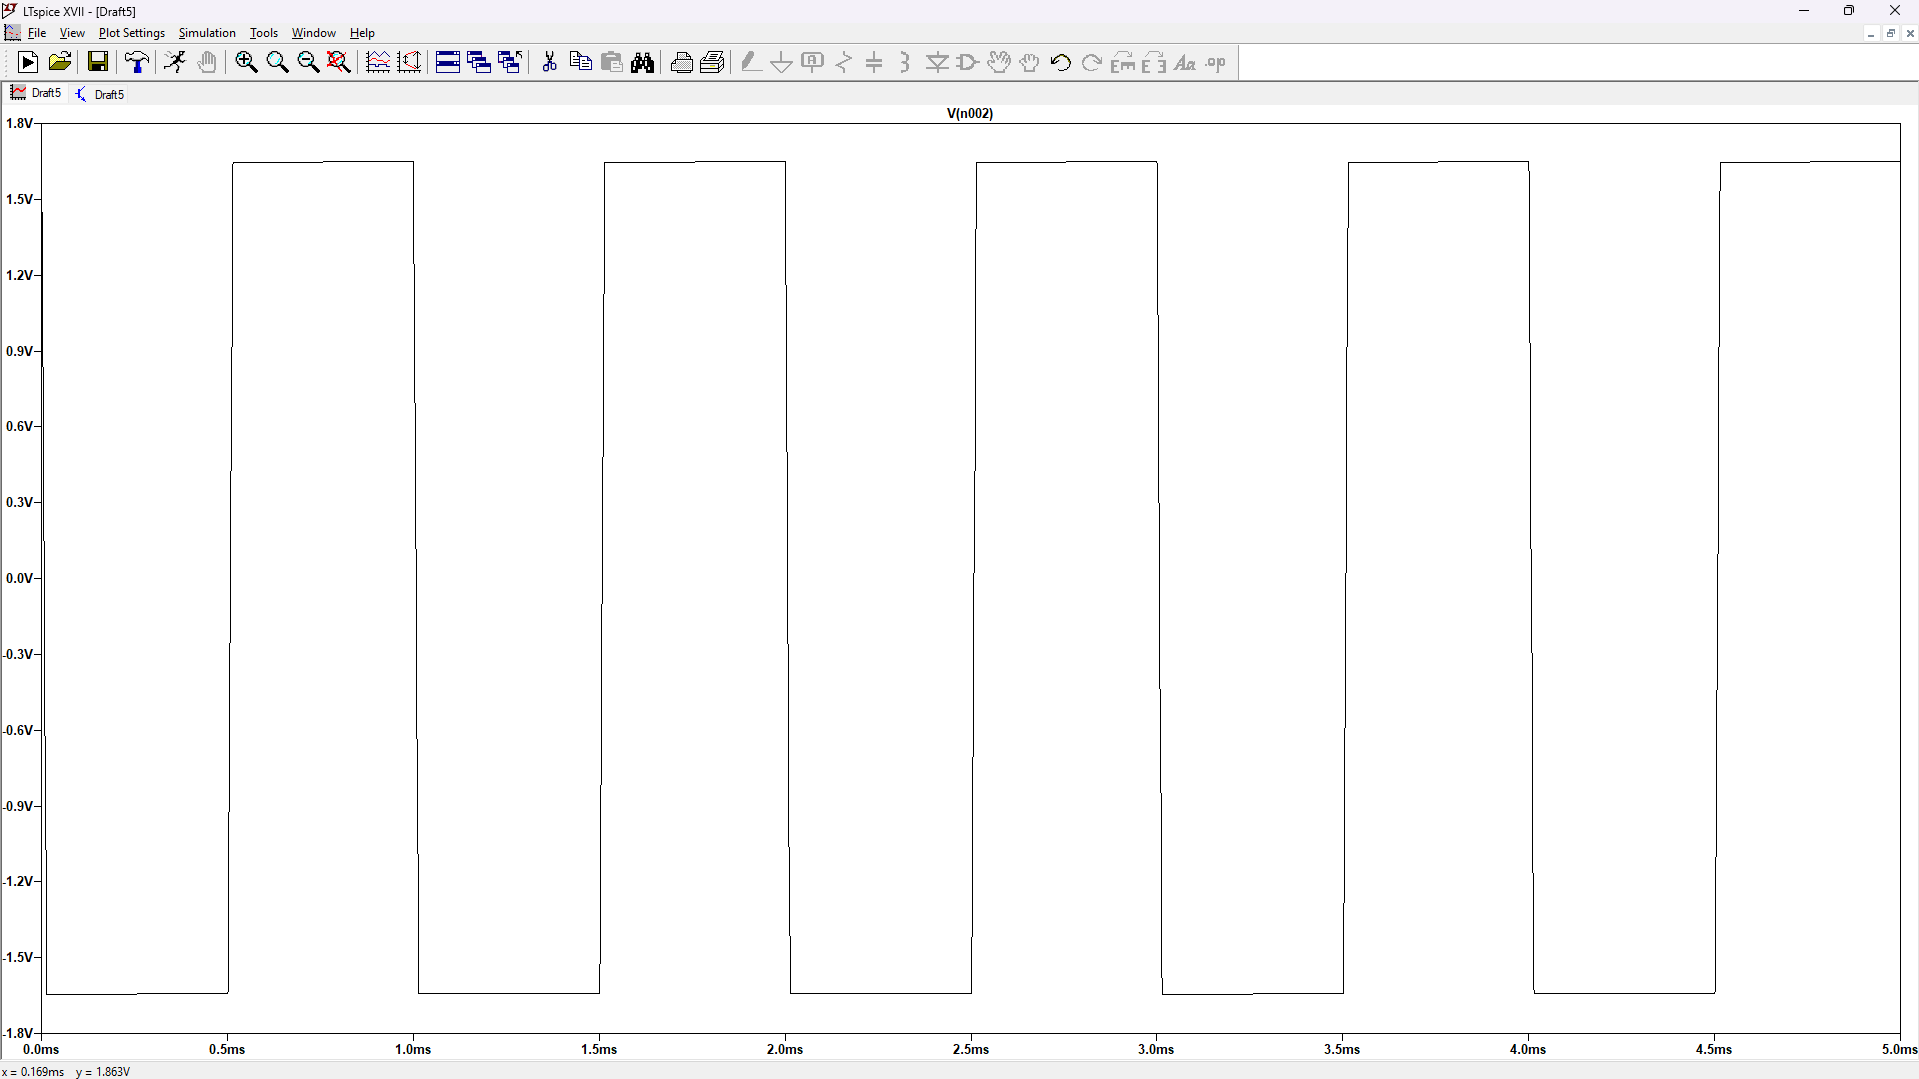 LTspice XVII - [Draft5]
File View Plot Settings Simulation Tools Window Help
Draft5 Draft5
V(n002)
1.8V
1.5V
1.2V
0.9V
0.6V
0.3V
0.0V
-0.3V
-0.6V
-0.9V
-1.2V
-1.5V
-1.8V
0.0ms 0.5ms 1.0ms 1.5ms 2.0ms 2.5ms 3.0ms 3.5ms 4.0ms 4.5ms 5.0ms
x = 0.169ms y = 1.863V